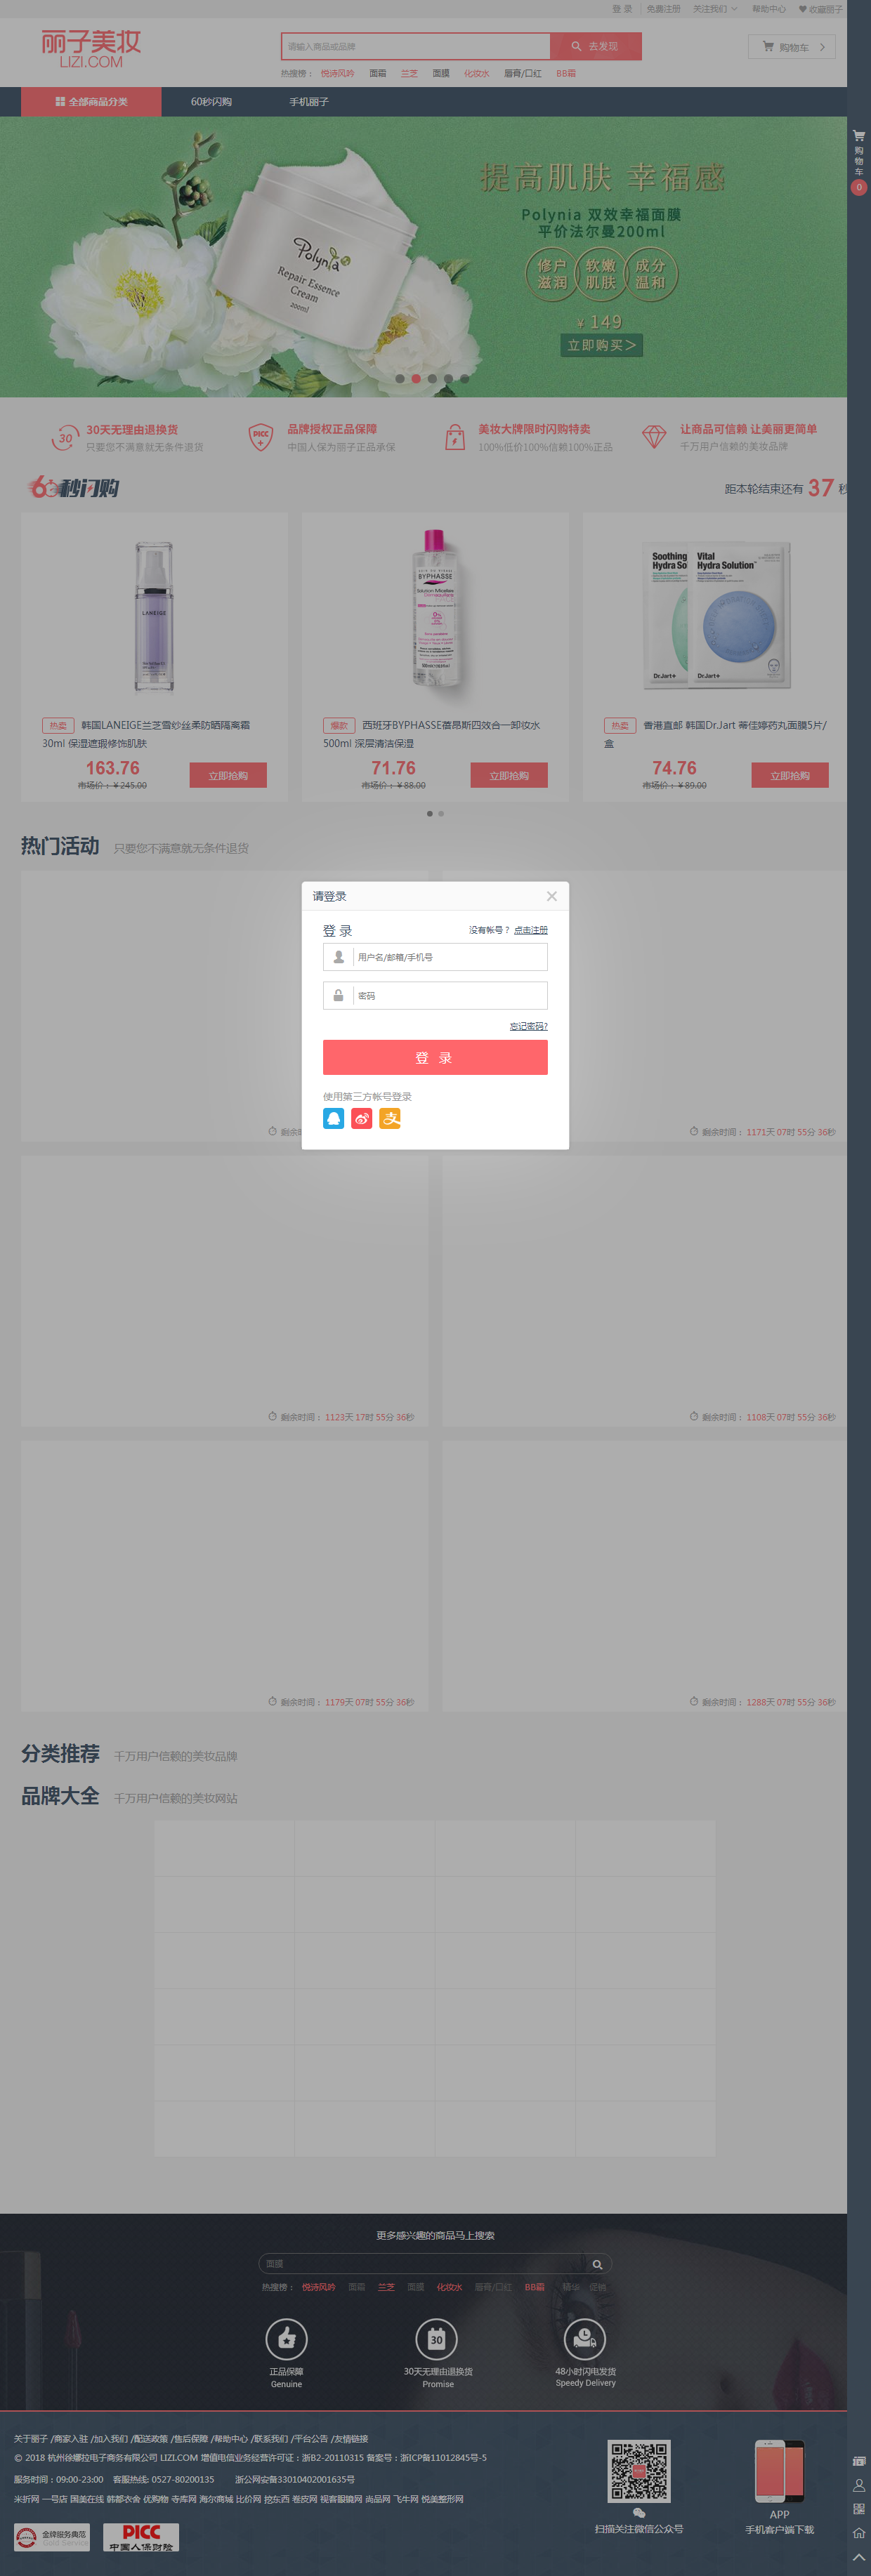 登 录 免费注册 关注我们 帮助中心 收藏丽子
丽子美妆
LIZI.COM
请输入商品或品牌 去发现
购物车
热搜榜： 悦诗风吟 面霜 兰芝 面膜 化妆水 眉膏/口红 BB霜
全部商品分类 60秒闪购 手机丽子
购物车
0
提高肌肤 幸福感
Polynia 双效幸福面膜
平价法尔曼200ml
修户滋润 软嫩肌肤 成分温和
¥ 149
立即购买>
Polynia
Repair Essence
Cream
200ml
30天无理由退换货
只要您不满意就无条件退货
品牌授权正品保障
中国人保为丽子正品承保
美妆大牌限时闪购特卖
100%低价100%信赖100%正品
让商品可信赖 让美丽更简单
千万用户信赖的美妆品牌
30
PICC
60秒闪购
距本轮结束还有 37 秒
LANEIGE
BYPHASSE
Solution Micellaire
Soothing Hydra So
Vital
Hydra Solution
Dr.Jart+ Dr.Jart+
热卖 韩国LANEIGE兰芝雪纱丝柔防晒隔离霜
30ml 保湿遮瑕修饰肌肤
163.76
市场价：￥245.00
立即抢购
爆款 西班牙BYPHASSE蓓昂斯四效合一卸妆水
500ml 深层清洁保湿
71.76
市场价：￥88.00
立即抢购
热卖 香港直邮 韩国Dr.Jart 蒂佳婷药丸面膜5片/
盒
74.76
市场价：￥89.00
立即抢购
热门活动 只要您不满意就无条件退货
请登录
登 录 没有帐号？ 点击注册
用户名/邮箱/手机号
密码
忘记密码?
登 录
使用第三方帐号登录
剩余时
剩余时间： 1171天 07时 55分 36秒
剩余时间： 1123天 17时 55分 36秒
剩余时间： 1108天 07时 55分 36秒
剩余时间： 1179天 07时 55分 36秒
剩余时间： 1288天 07时 55分 36秒
分类推荐 千万用户信赖的美妆品牌
品牌大全 千万用户信赖的美妆网站
更多感兴趣的商品马上搜索
面膜
热搜榜： 悦诗风吟 面霜 兰芝 面膜 化妆水 眉膏/口红 BB霜 精华 促销
30
正品保障
Genuine
30天无理由退换货
Promise
48小时闪电发货
Speedy Delivery
关于丽子 /商家入驻 /加入我们 /配送政策 /售后保障 /帮助中心 /联系我们 /平台公告 /友情链接
© 2018 杭州徐娜拉电子商务有限公司 LIZI.COM 增值电信业务经营许可证：浙B2-20110315 备案号：浙ICP备11012845号-5
服务时间：09:00-23:00 客服热线: 0527-80200135 浙公网安备33010402001635号
米折网 一号店 国美在线 韩都衣舍 优购物 寺库网 海尔商城 比价网 挖东西 卷皮网 视客眼镜网 尚品网 飞牛网 悦美整形网
金牌服务典范
Gold Service
PICC
中国人保财险
扫描关注微信公众号
APP
手机客户端下载